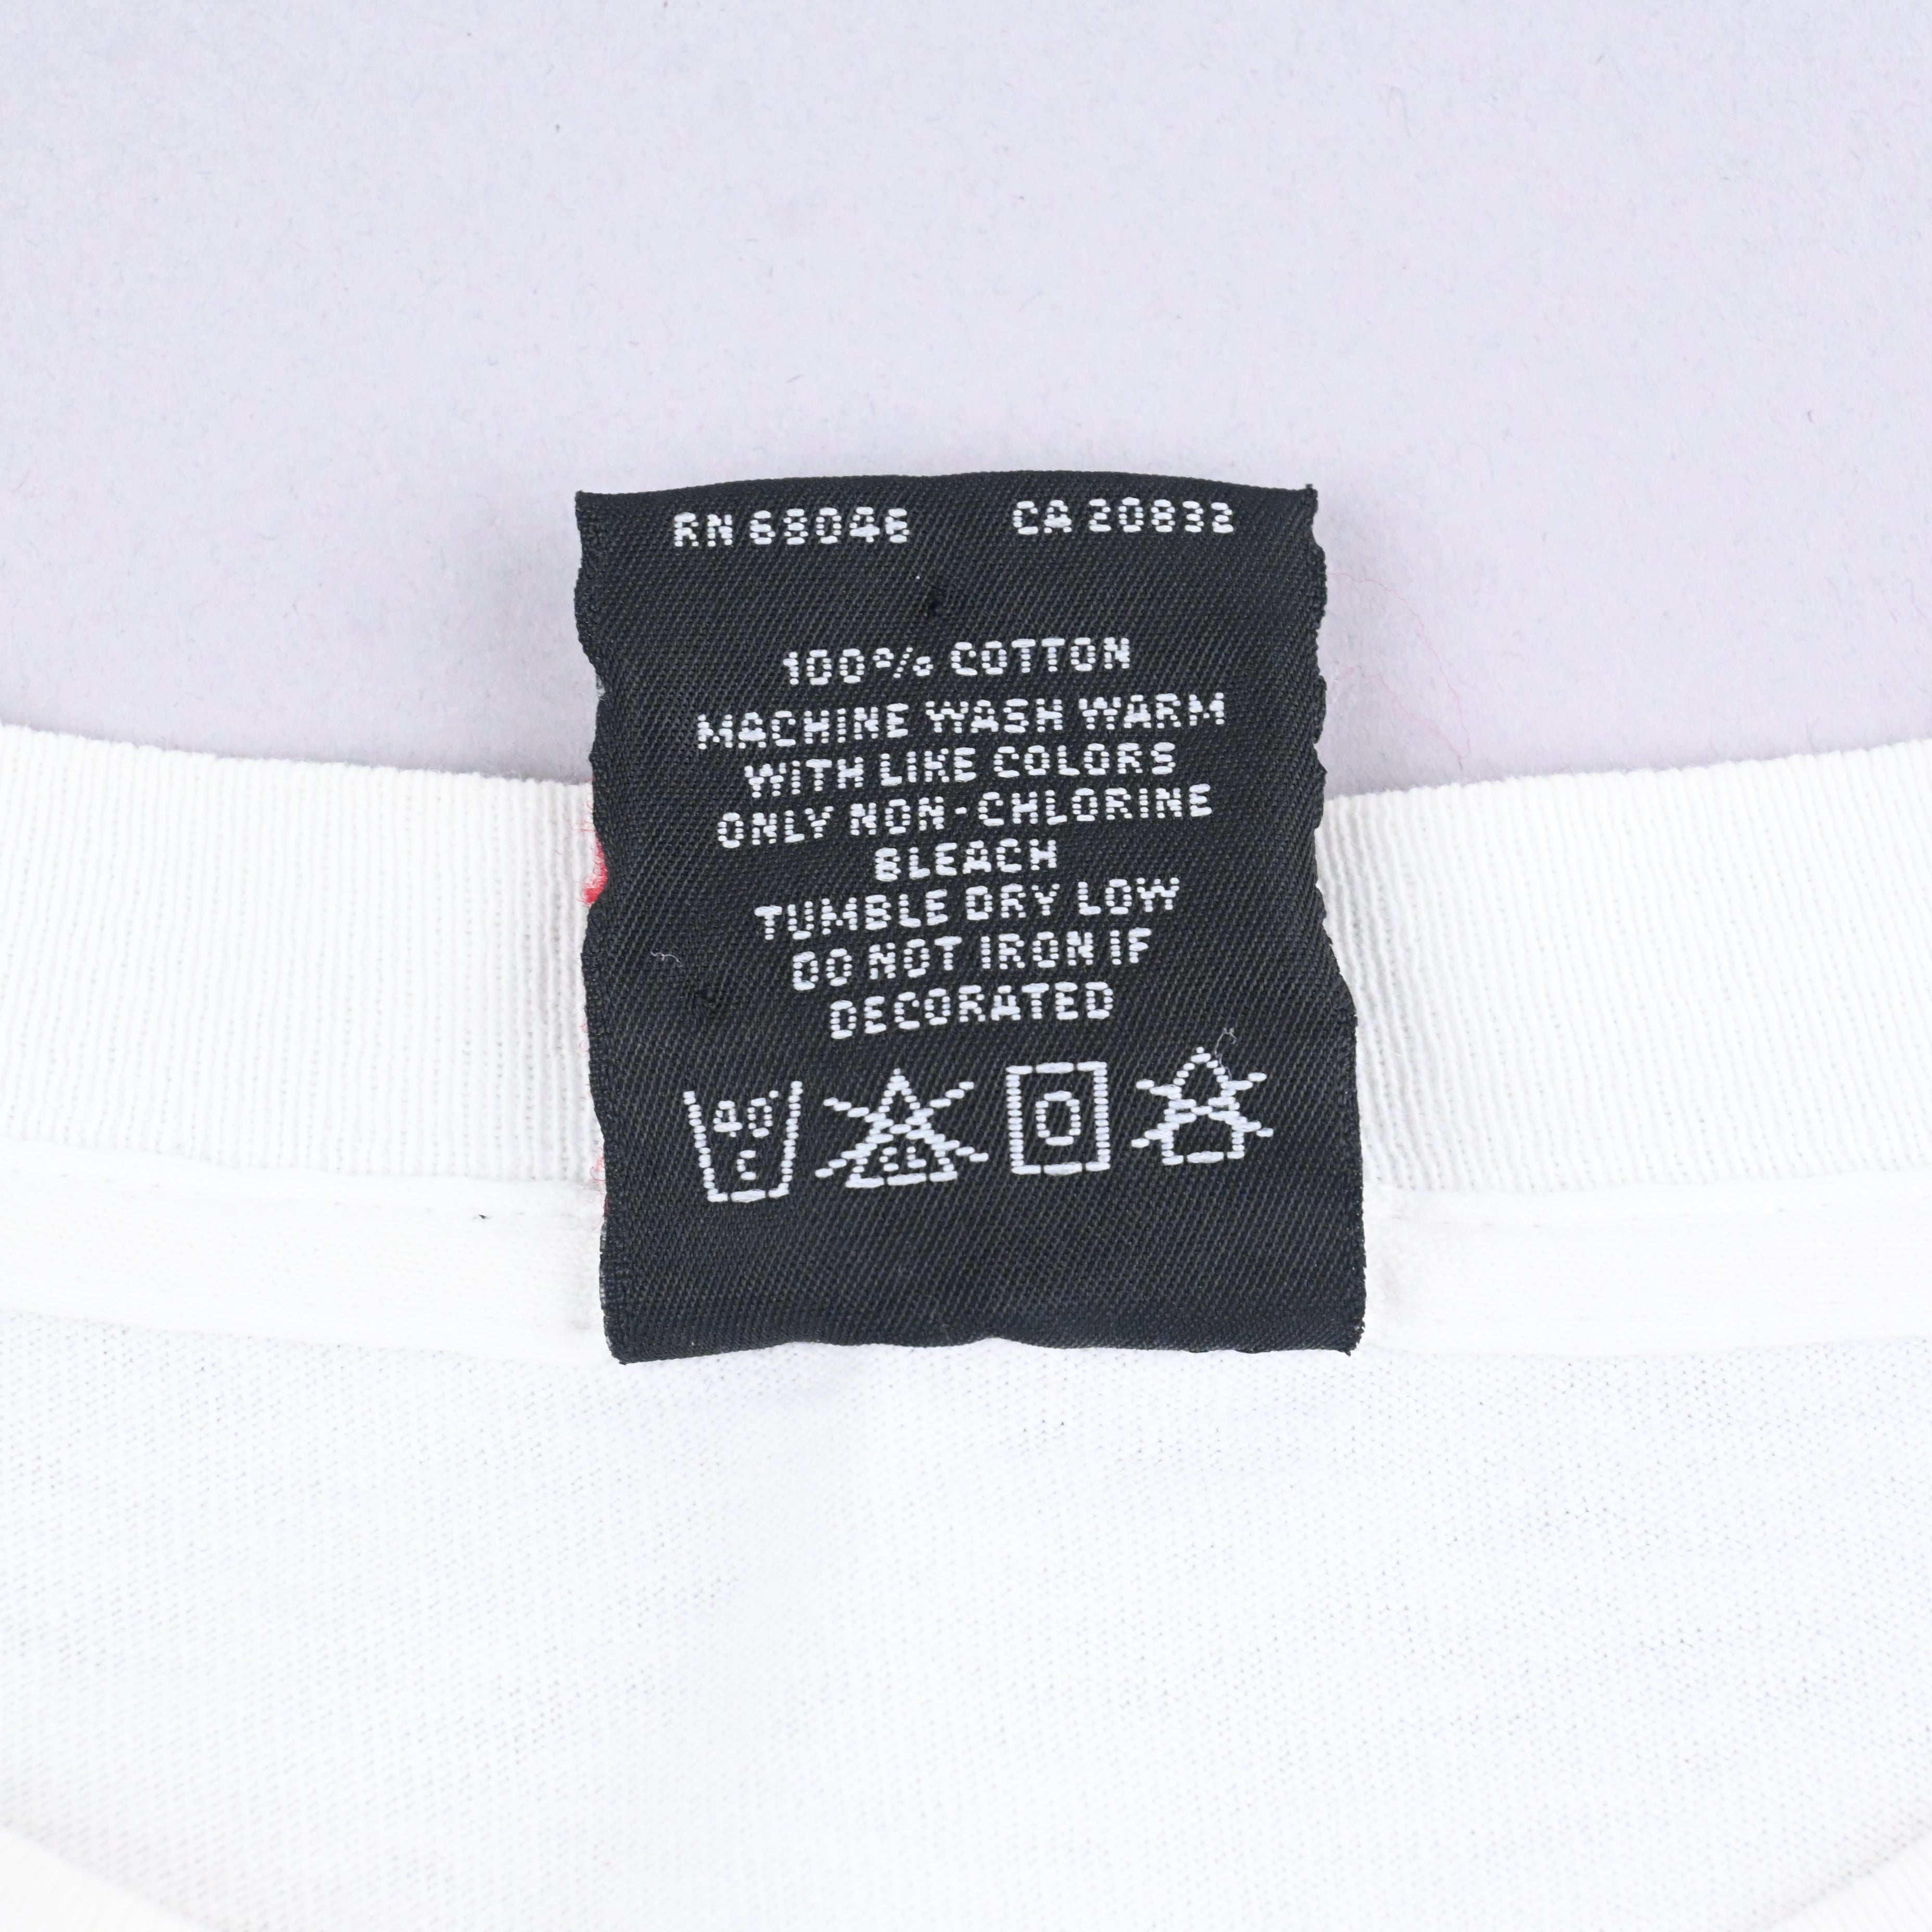 RN 68046 CA 20832
100% COTTON
MACHINE WASH WARM
WITH LIKE COLORS
ONLY NON-CHLORINE
BLEACH
TUMBLE DRY LOW
DO NOT IRON IF
DECORATED
40° C CL